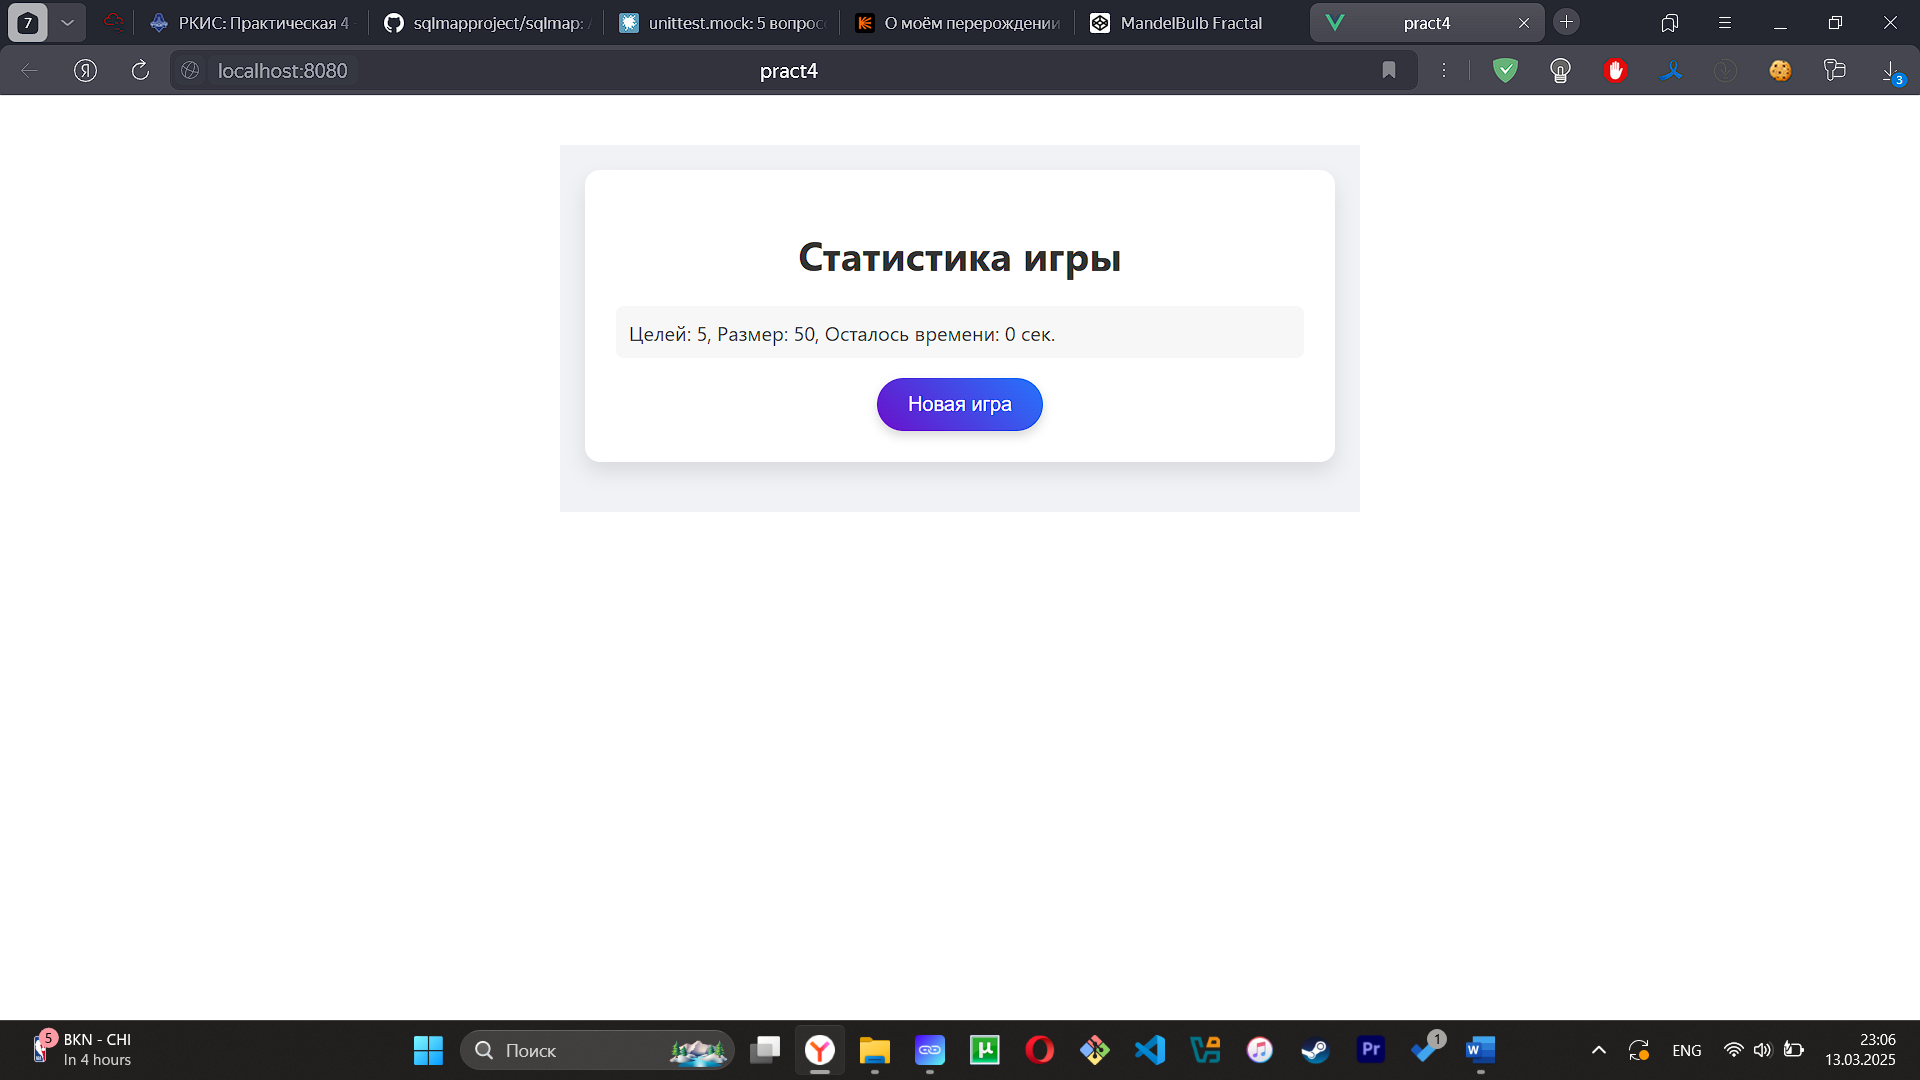 7
РКИС: Практическая 4
sqlmapproject/sqlmap:
unittest.mock: 5 вопросо
О моём перерождении
MandelBulb Fractal
pract4
localhost:8080
pract4
3
Статистика игры
Целей: 5, Размер: 50, Осталось времени: 0 сек.
Новая игра
5
BKN - CHI
In 4 hours
Поиск
Pr
1
W
ENG
23:06
13.03.2025